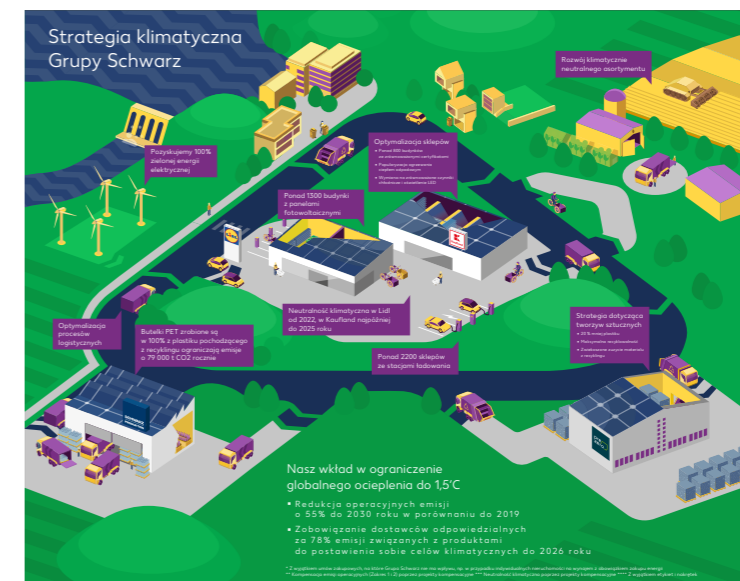 Strategia klimatyczna
Grupy Schwarz
Rozwój klimatycznie
neutralnego asortymentu
Pozyskujemy 100%
zielonej energii
elektrycznej
Optymalizacja sklepów
Ponad 1300 budynki
z panelami
fotowoltaicznymi
Neutralność klimatyczna w Lidl
od 2022, w Kaufland najpóźniej
do 2025 roku
Optymalizacja
procesów
logistycznych
Butelki PET zrobione są
w 100% z plastiku pochodzącego
z recyklingu ograniczają emisje
o 79 000 t CO2 rocznie
Ponad 2200 sklepów
ze stacjami ładowania
Strategia dotycząca
tworzyw sztucznych
Nasz wkład w ograniczenie
globalnego ocieplenia do 1,5°C
• Redukcja operacyjnych emisji
o 55% do 2030 roku w porównaniu do 2019
• Zobowiązanie dostawców odpowiedzialnych
za 78% emisji związanych z produktami
do postawienia sobie celów klimatycznych do 2026 roku